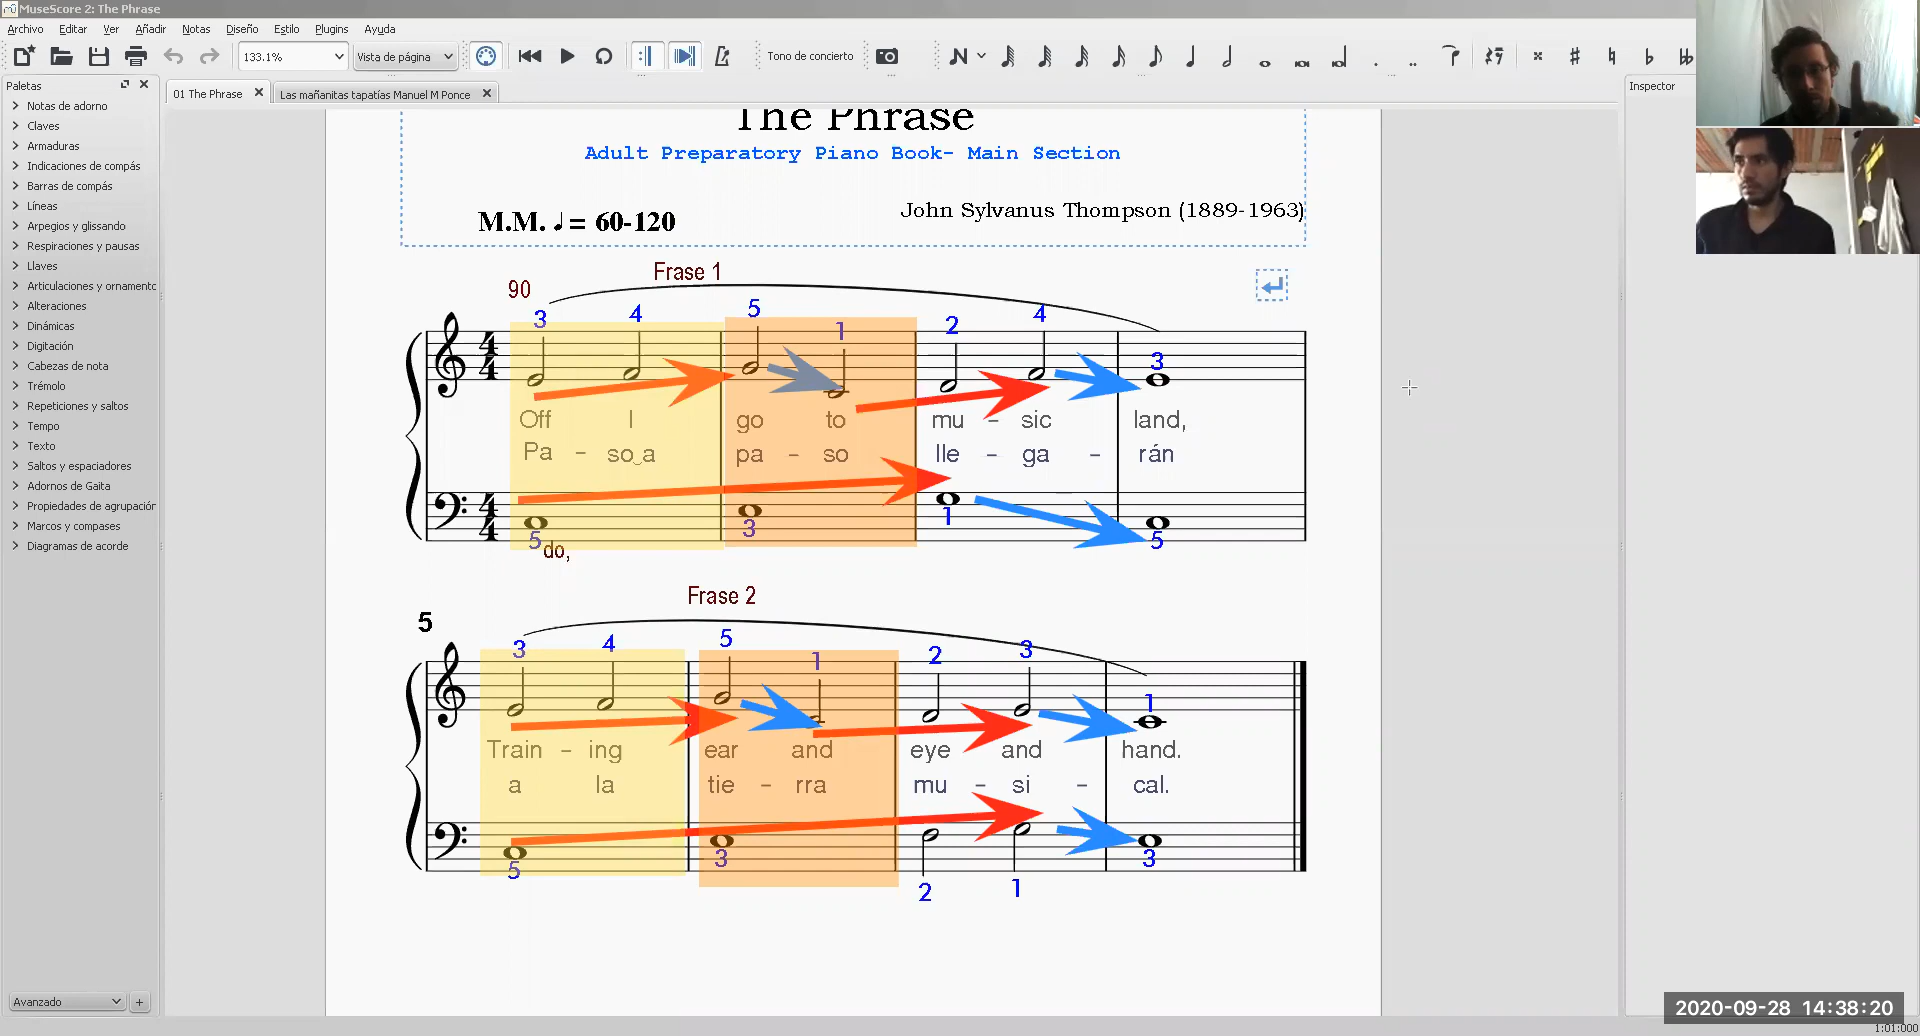 MuseScore 2: The Phrase
Archivo Editar Ver Añadir Notas Diseño Estilo Plugins Ayuda
133.1% Vista de página Tono de concierto
Paletas
01 The Phrase Las mañanitas tapatías Manuel M Ponce
Inspector
Notas de adorno
Claves
Armaduras
Indicaciones de compás
Barras de compás
Líneas
Arpegios y glissando
Respiraciones y pausas
Llaves
Articulaciones y ornamento
Alteraciones
Dinámicas
Digitación
Cabezas de nota
Trémolo
Repeticiones y saltos
Tempo
Texto
Saltos y espaciadores
Adornos de Gaita
Propiedades de agrupación
Marcos y compases
Diagramas de acorde
Avanzado +
The Phrase
Adult Preparatory Piano Book- Main Section
John Sylvanus Thompson (1889-1963)
M.M. ♩= 60-120
Frase 1
90
3 4 5 1 2 4 3
4 4
Off I go to mu - sic land,
Pa - so‿a pa - so lle - ga - rán
4 4
5 3 1 5
do,
Frase 2
5
3 4 5 1 2 3 1
Train - ing ear and eye and hand.
a la tie - rra mu - si - cal.
5 3 2 1 3
2020-09-28 14:38:20
1:01:000